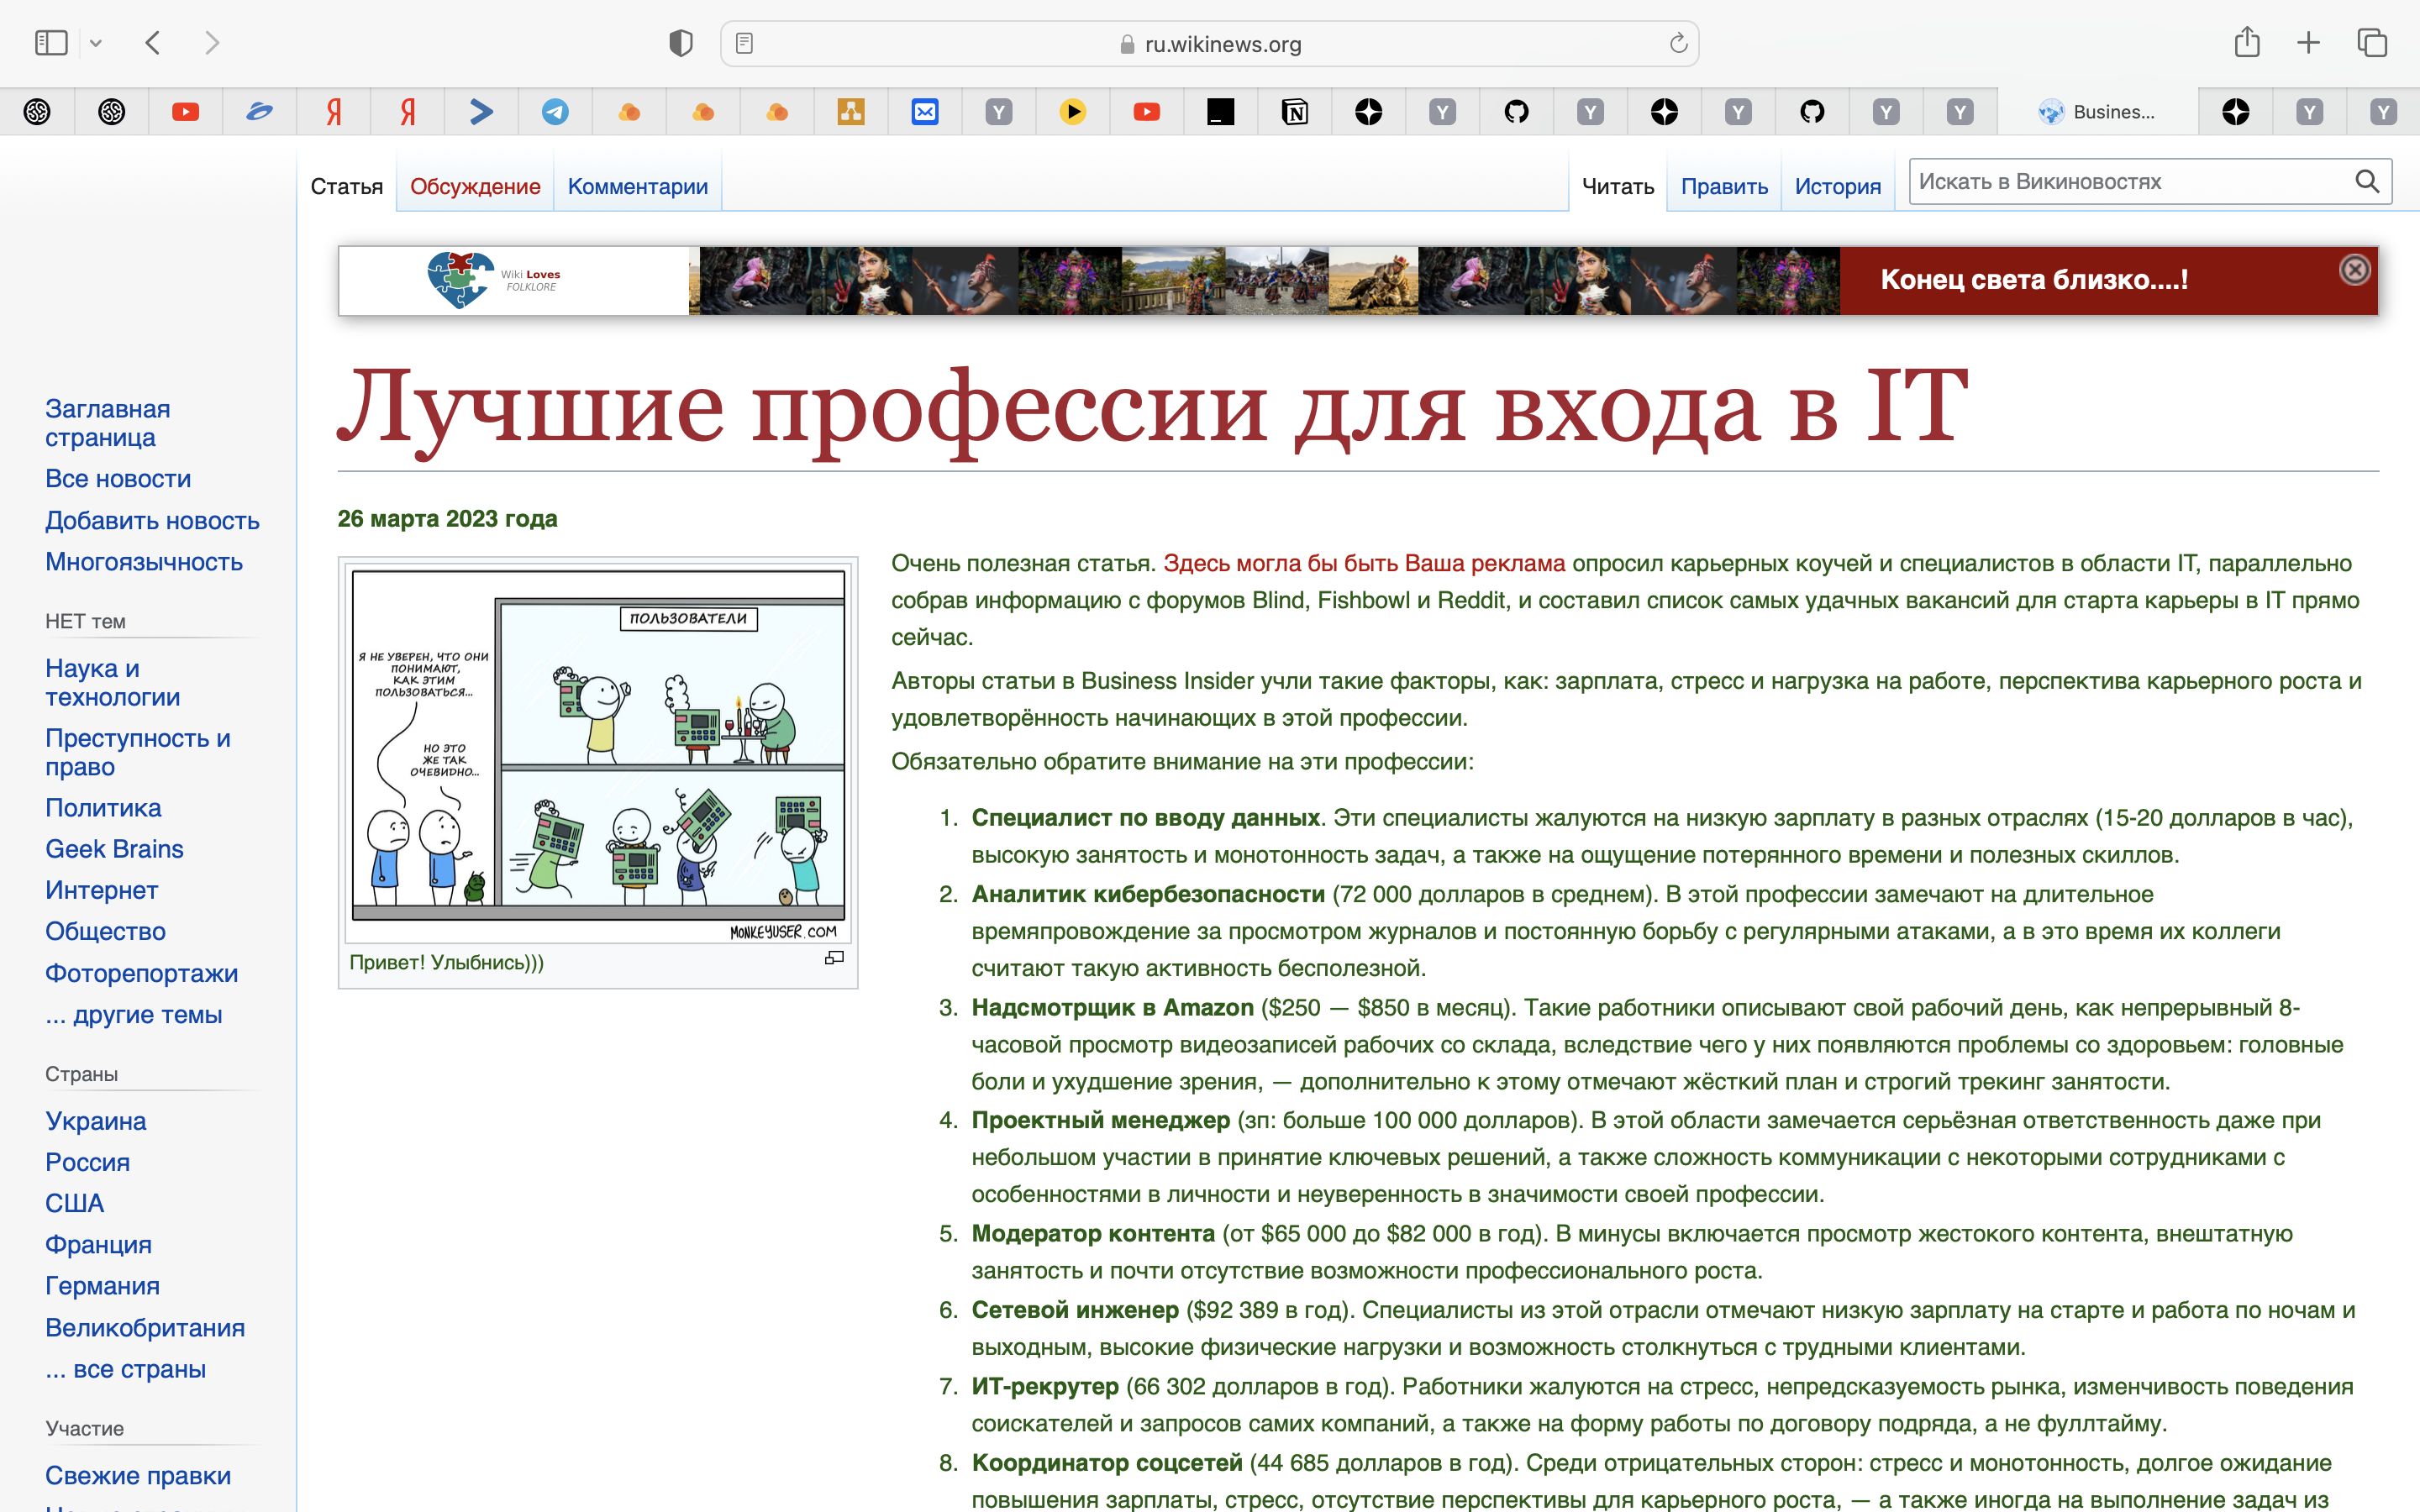 ru.wikinews.org
Busines...
Статья
Обсуждение
Комментарии
Читать
Править
История
Искать в Викиновостях
Wiki Loves
FOLKLORE
Конец света близко....!
Заглавная
страница
Все новости
Добавить новость
Многоязычность
НЕТ тем
Наука и
технологии
Преступность и
право
Политика
Geek Brains
Интернет
Общество
Фоторепортажи
... другие темы
Страны
Украина
Россия
США
Франция
Германия
Великобритания
... все страны
Участие
Свежие правки
Лучшие профессии для входа в IT
26 марта 2023 года
ПОЛЬЗОВАТЕЛИ
Я НЕ УВЕРЕН, ЧТО ОНИ
ПОНИМАЮТ,
КАК ЭТИМ
ПОЛЬЗОВАТЬСЯ...
НО ЭТО
ЖЕ ТАК
ОЧЕВИДНО...
MONKEYUSER.COM
Привет! Улыбнись)))
Очень полезная статья. Здесь могла бы быть Ваша реклама опросил карьерных коучей и специалистов в области IT, параллельно
собрав информацию с форумов Blind, Fishbowl и Reddit, и составил список самых удачных вакансий для старта карьеры в IT прямо
сейчас.
Авторы статьи в Business Insider учли такие факторы, как: зарплата, стресс и нагрузка на работе, перспектива карьерного роста и
удовлетворённость начинающих в этой профессии.
Обязательно обратите внимание на эти профессии:
1. Специалист по вводу данных. Эти специалисты жалуются на низкую зарплату в разных отраслях (15-20 долларов в час),
высокую занятость и монотонность задач, а также на ощущение потерянного времени и полезных скиллов.
2. Аналитик кибербезопасности (72 000 долларов в среднем). В этой профессии замечают на длительное
времяпровождение за просмотром журналов и постоянную борьбу с регулярными атаками, а в это время их коллеги
считают такую активность бесполезной.
3. Надсмотрщик в Amazon ($250 — $850 в месяц). Такие работники описывают свой рабочий день, как непрерывный 8-
часовой просмотр видеозаписей рабочих со склада, вследствие чего у них появляются проблемы со здоровьем: головные
боли и ухудшение зрения, — дополнительно к этому отмечают жёсткий план и строгий трекинг занятости.
4. Проектный менеджер (зп: больше 100 000 долларов). В этой области замечается серьёзная ответственность даже при
небольшом участии в принятие ключевых решений, а также сложность коммуникации с некоторыми сотрудниками с
особенностями в личности и неуверенность в значимости своей профессии.
5. Модератор контента (от $65 000 до $82 000 в год). В минусы включается просмотр жестокого контента, внештатную
занятость и почти отсутствие возможности профессионального роста.
6. Сетевой инженер ($92 389 в год). Специалисты из этой отрасли отмечают низкую зарплату на старте и работа по ночам и
выходным, высокие физические нагрузки и возможность столкнуться с трудными клиентами.
7. ИТ-рекрутер (66 302 долларов в год). Работники жалуются на стресс, непредсказуемость рынка, изменчивость поведения
соискателей и запросов самих компаний, а также на форму работы по договору подряда, а не фуллтайму.
8. Координатор соцсетей (44 685 долларов в год). Среди отрицательных сторон: стресс и монотонность, долгое ожидание
повышения зарплаты, стресс, отсутствие перспективы для карьерного роста, — а также иногда на выполнение задач из